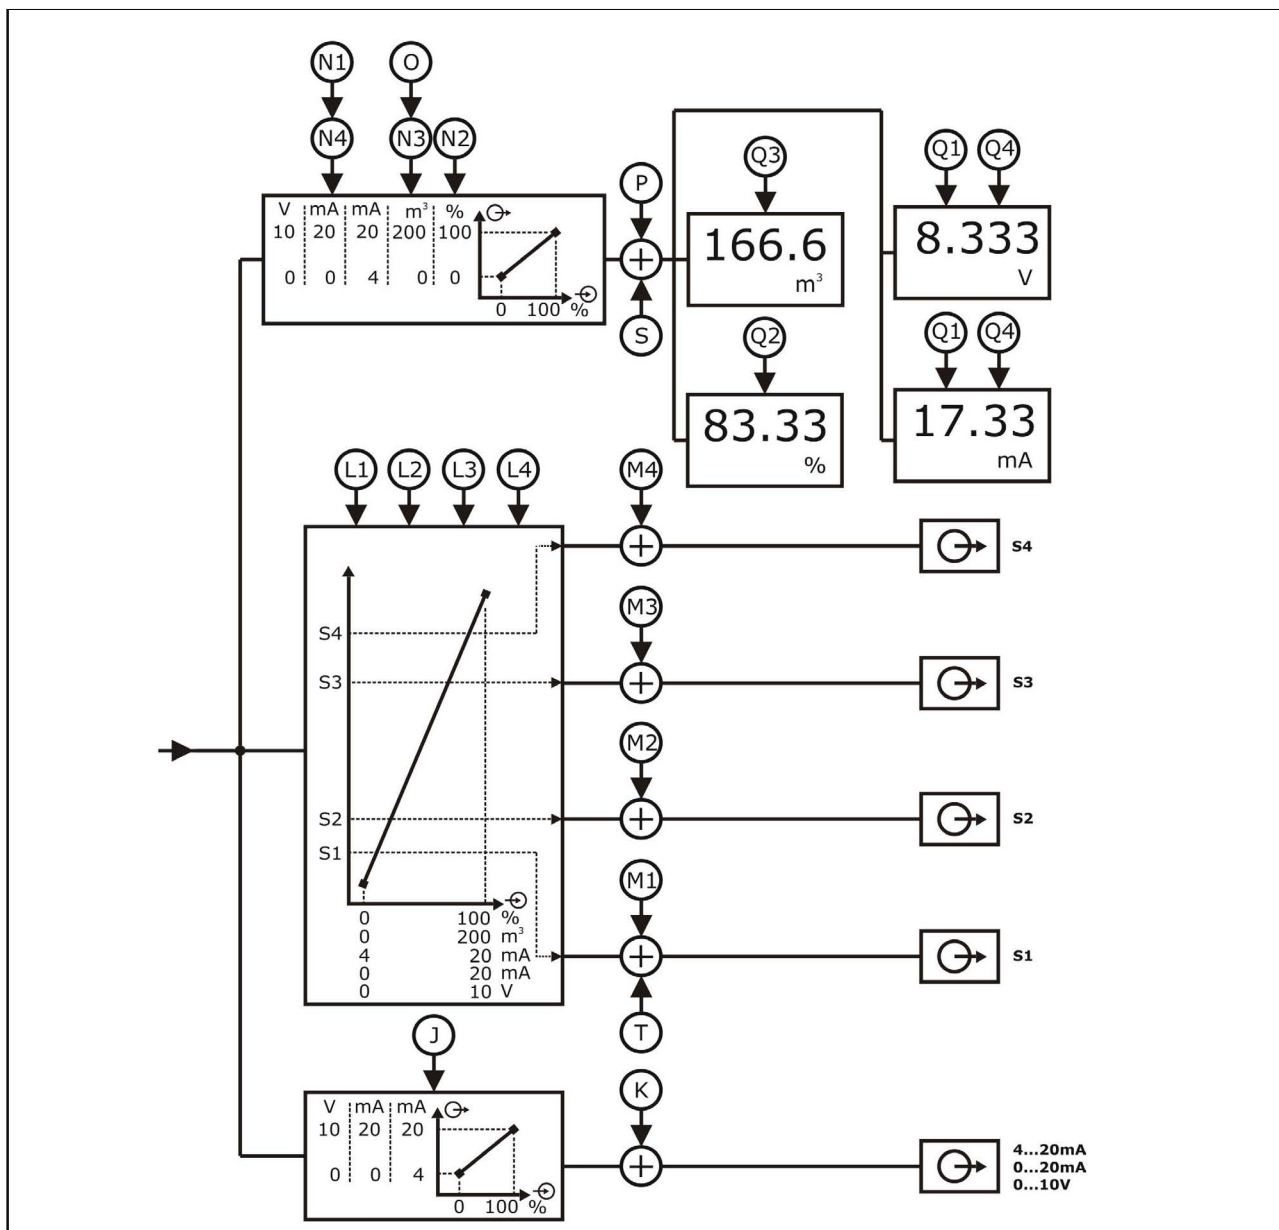 N1 O
N4 N3 N2
P Q3 Q1 Q4
V mA mA m³ %
10 20 20 200 100
0 0 4 0 0
0 100 %
166.6
m³
8.333
V
S
Q2 Q1 Q4
83.33
%
17.33
mA
L1 L2 L3 L4 M4
S4
M3
S4
S3 S3
M2
S2 S2
S1
M1
0 100 %
0 200 m³
4 20 mA
0 20 mA
0 10 V
S1
T
J
K
V mA mA
10 20 20
0 0 4
0 100 %
4...20mA
0...20mA
0...10V